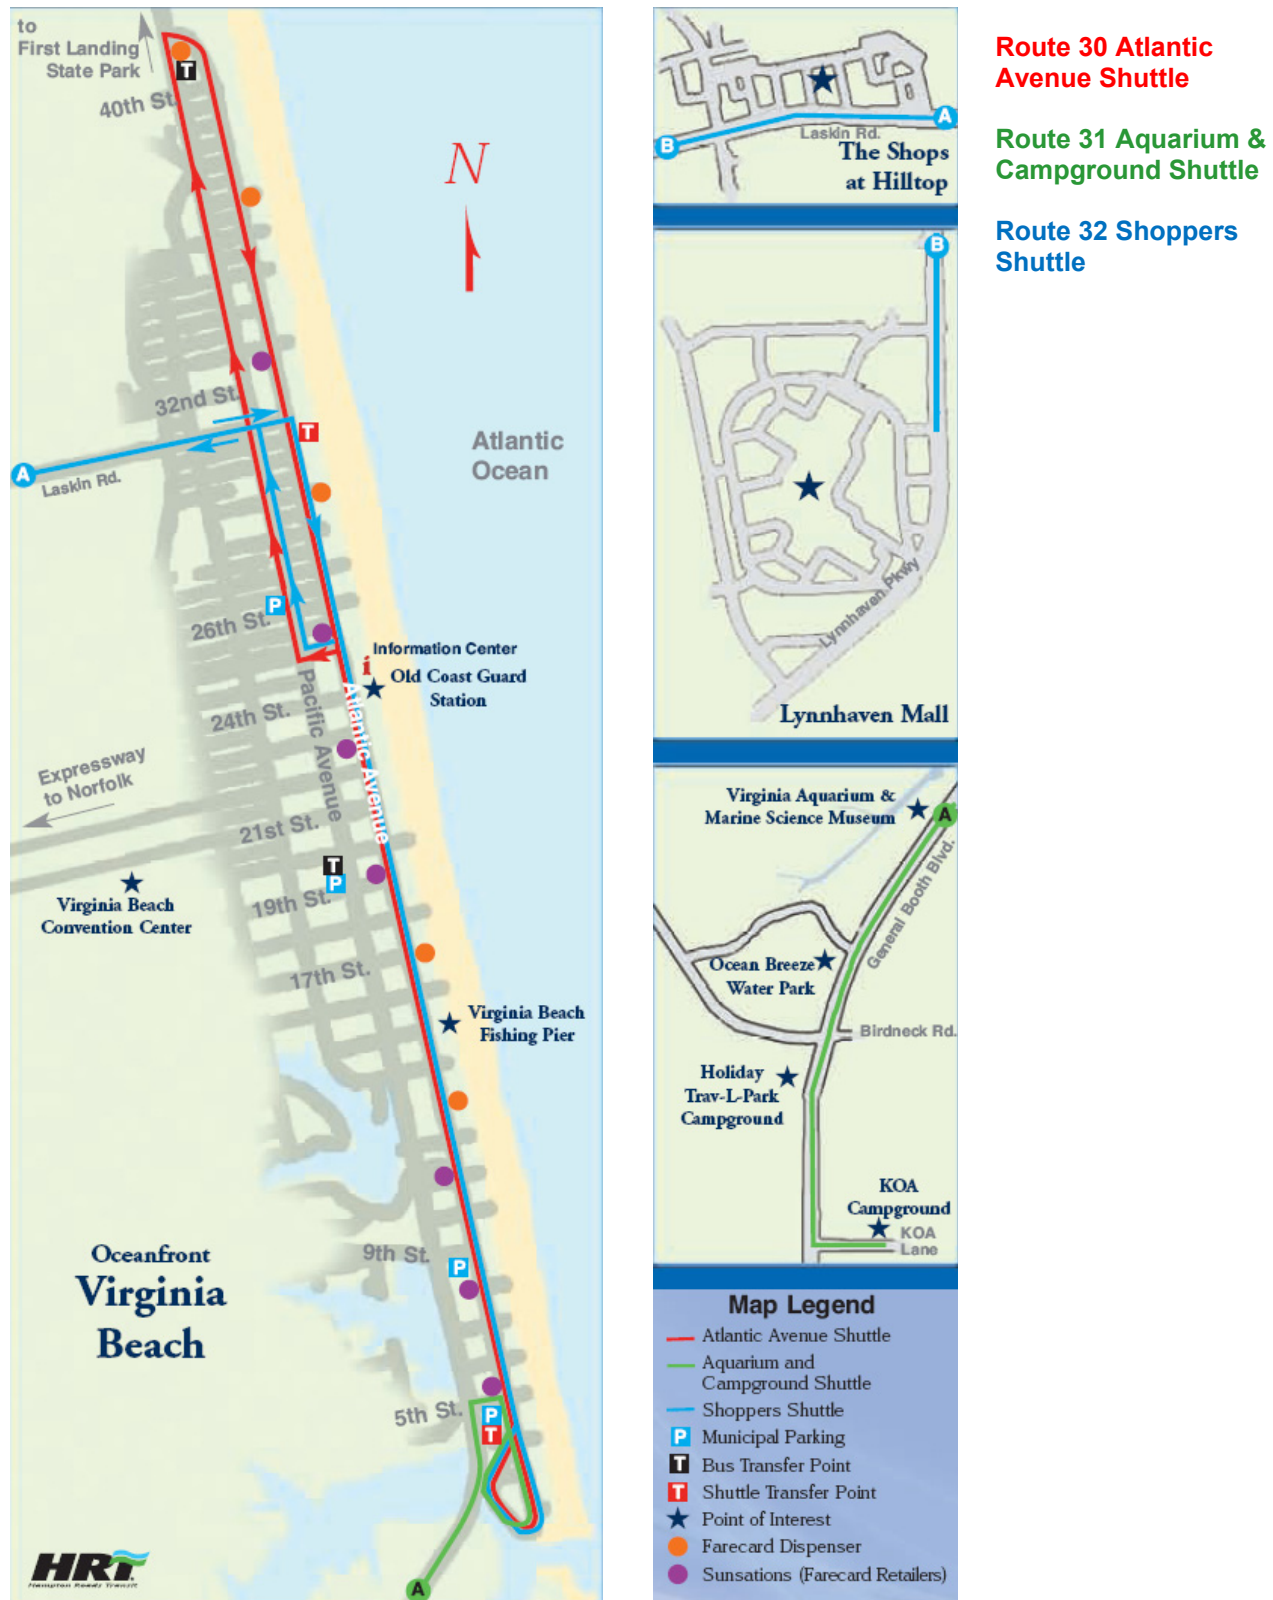 to
First Landing
State Park
T
40th St.
N
32nd St.
T
Atlantic
Ocean
A
Laskin Rd.
P
26th St.
Information Center
i
Old Coast Guard
Station
Pacific Avenue
Atlantic Avenue
24th St.
Expressway
to Norfolk
21st St.
T
P
Virginia Beach
Convention Center
19th St.
17th St.
Virginia Beach
Fishing Pier
9th St.
P
Oceanfront
Virginia
Beach
5th St.
P
T
A
HRT
Hampton Roads Transit
A
B
Laskin Rd.
The Shops
at Hilltop
B
Lynnhaven Pkwy
Lynnhaven Mall
Virginia Aquarium &
Marine Science Museum
A
General Booth Blvd.
Ocean Breeze
Water Park
Birdneck Rd.
Holiday
Trav-L-Park
Campground
KOA
Campground
KOA
Lane
Map Legend
Atlantic Avenue Shuttle
Aquarium and
Campground Shuttle
Shoppers Shuttle
P Municipal Parking
T Bus Transfer Point
T Shuttle Transfer Point
Point of Interest
Farecard Dispenser
Sunsations (Farecard Retailers)
Route 30 Atlantic
Avenue Shuttle
Route 31 Aquarium &
Campground Shuttle
Route 32 Shoppers
Shuttle